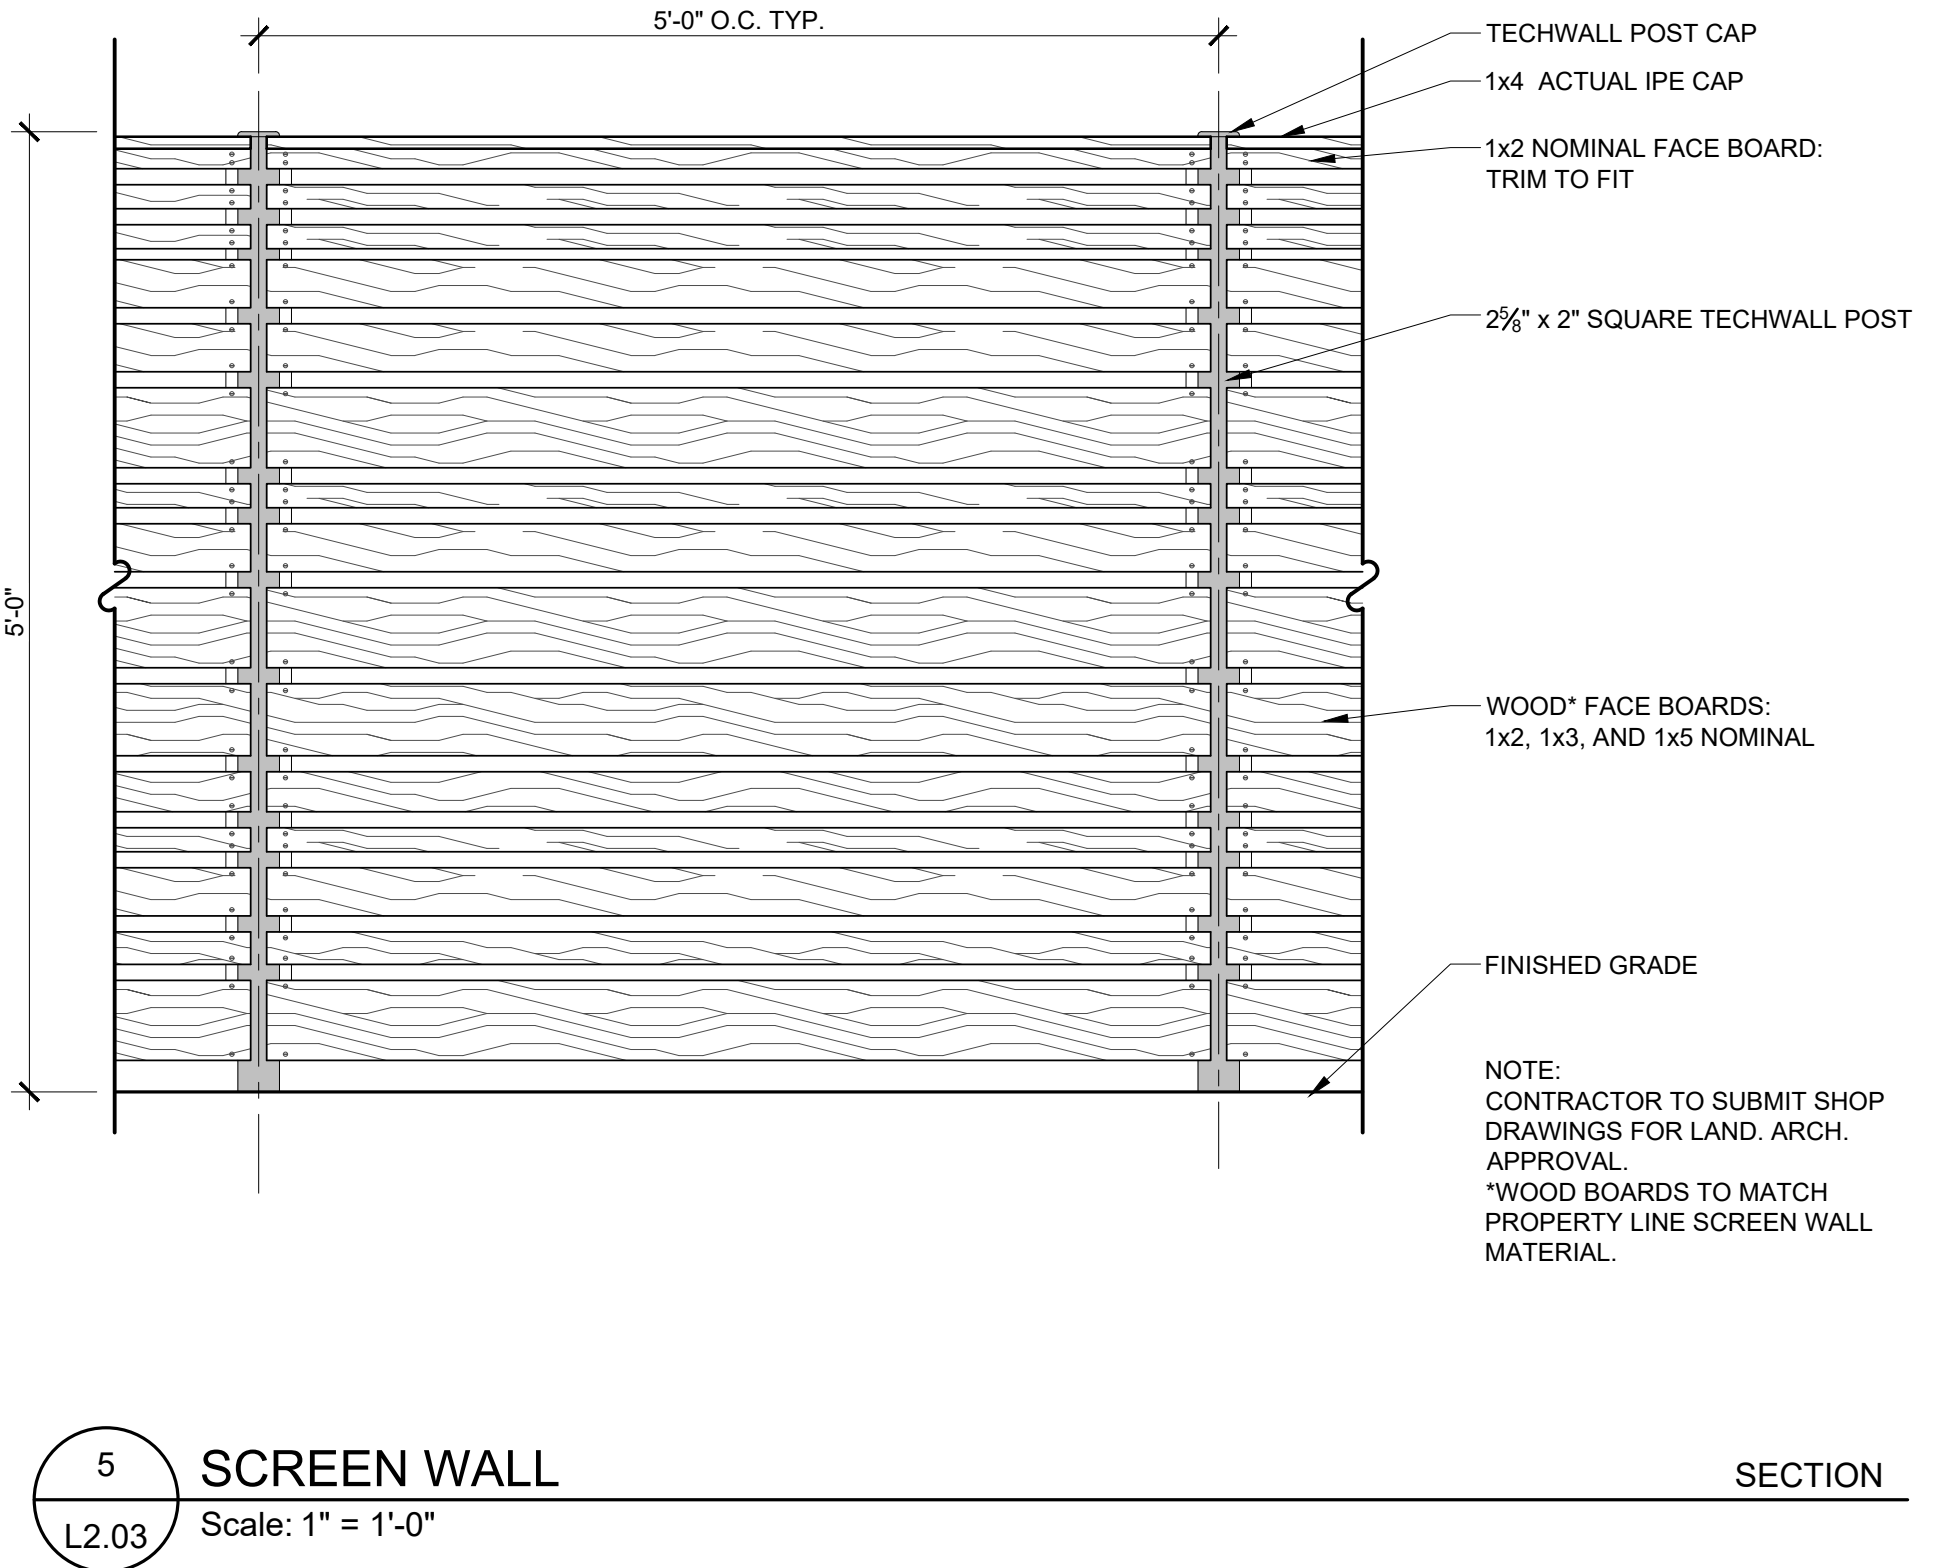 5'-0" O.C. TYP.
TECHWALL POST CAP
1x4 ACTUAL IPE CAP
1x2 NOMINAL FACE BOARD:
TRIM TO FIT
2⅝" x 2" SQUARE TECHWALL POST
5'-0"
WOOD* FACE BOARDS:
1x2, 1x3, AND 1x5 NOMINAL
FINISHED GRADE
NOTE:
CONTRACTOR TO SUBMIT SHOP
DRAWINGS FOR LAND. ARCH.
APPROVAL.
*WOOD BOARDS TO MATCH
PROPERTY LINE SCREEN WALL
MATERIAL.
5
L2.03
SCREEN WALL
Scale: 1" = 1'-0"
SECTION